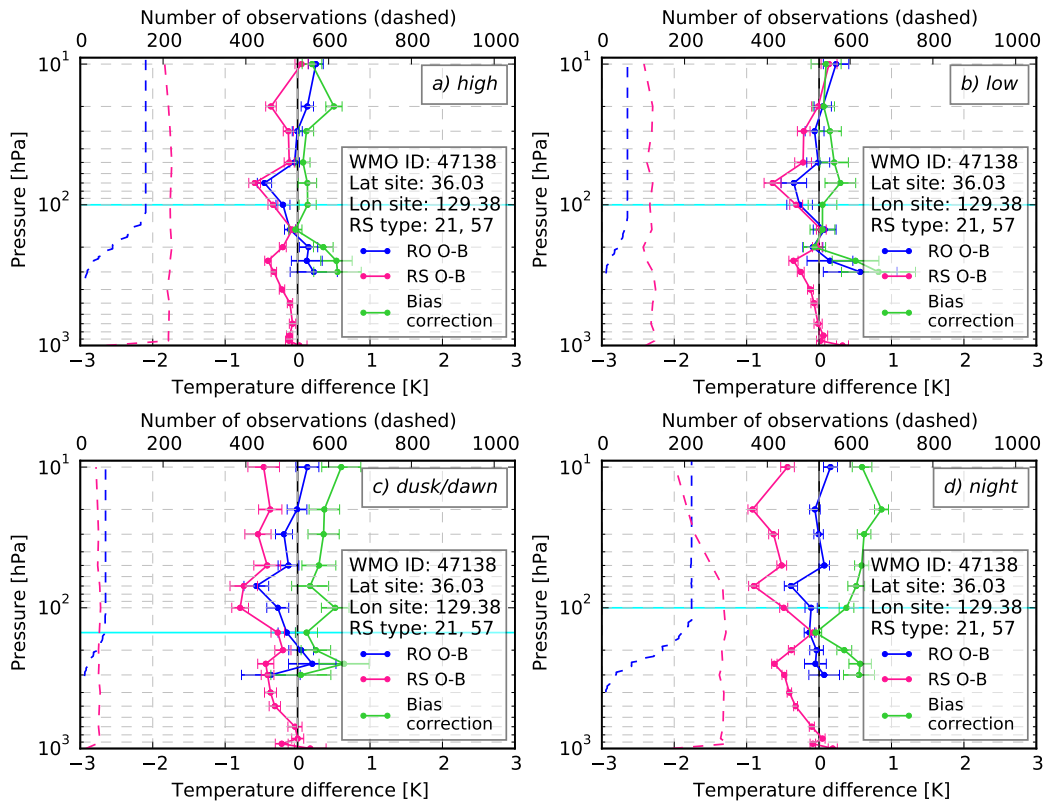 Number of observations (dashed)
0 200 400 600 800 1000
a) high
10¹
10²
10³
Pressure [hPa]
WMO ID: 47138
Lat site: 36.03
Lon site: 129.38
RS type: 21, 57
RO O-B
RS O-B
Bias
correction
−3 −2 −1 0 1 2 3
Temperature difference [K]
Number of observations (dashed)
0 200 400 600 800 1000
b) low
10¹
10²
10³
Pressure [hPa]
WMO ID: 47138
Lat site: 36.03
Lon site: 129.38
RS type: 21, 57
RO O-B
RS O-B
Bias
correction
−3 −2 −1 0 1 2 3
Temperature difference [K]
Number of observations (dashed)
0 200 400 600 800 1000
c) dusk/dawn
10¹
10²
10³
Pressure [hPa]
WMO ID: 47138
Lat site: 36.03
Lon site: 129.38
RS type: 21, 57
RO O-B
RS O-B
Bias
correction
−3 −2 −1 0 1 2 3
Temperature difference [K]
Number of observations (dashed)
0 200 400 600 800 1000
d) night
10¹
10²
10³
Pressure [hPa]
WMO ID: 47138
Lat site: 36.03
Lon site: 129.38
RS type: 21, 57
RO O-B
RS O-B
Bias
correction
−3 −2 −1 0 1 2 3
Temperature difference [K]